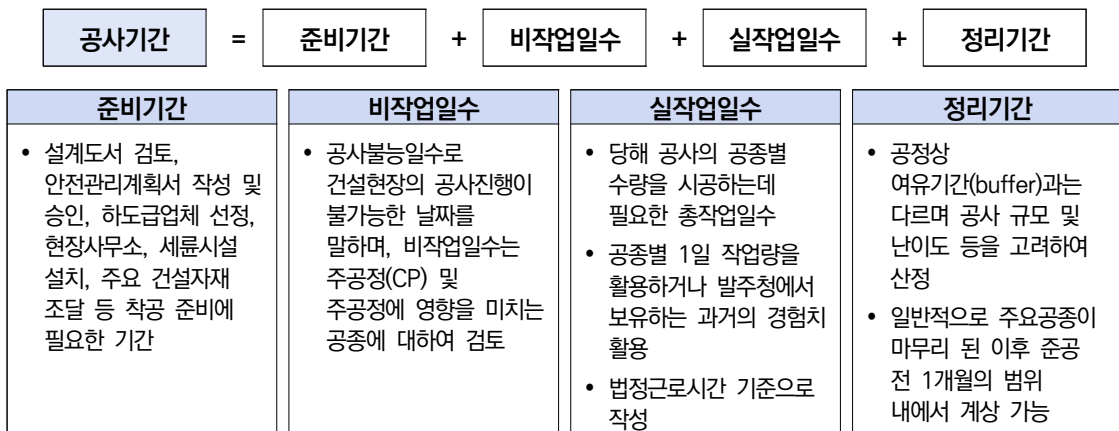 공사기간 = 준비기간 + 비작업일수 + 실작업일수 + 정리기간
준비기간
• 설계도서 검토,
안전관리계획서 작성 및
승인, 하도급업체 선정,
현장사무소, 세륜시설
설치, 주요 건설자재
조달 등 착공 준비에
필요한 기간
비작업일수
• 공사불능일수로
건설현장의 공사진행이
불가능한 날짜를
말하며, 비작업일수는
주공정(CP) 및
주공정에 영향을 미치는
공종에 대하여 검토
실작업일수
• 당해 공사의 공종별
수량을 시공하는데
필요한 총작업일수
• 공종별 1일 작업량을
활용하거나 발주청에서
보유하는 과거의 경험치
활용
• 법정근로시간 기준으로
작성
정리기간
• 공정상
여유기간(buffer)과는
다르며 공사 규모 및
난이도 등을 고려하여
산정
• 일반적으로 주요공종이
마무리 된 이후 준공
전 1개월의 범위
내에서 계상 가능